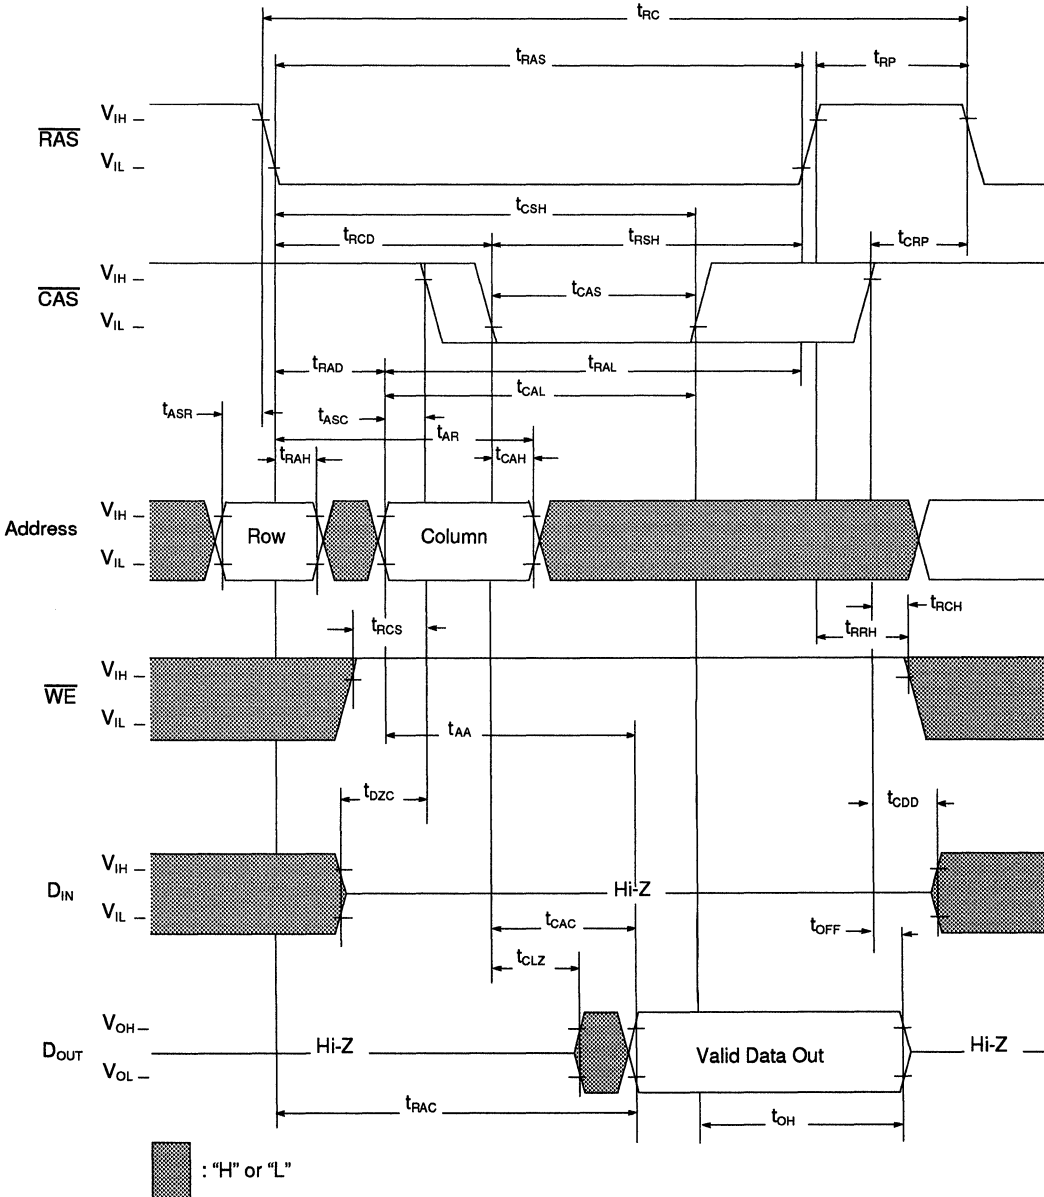 tRC
tRAS
tRP
RAS
VIH
VIL
tCSH
tRCD
tRSH
tCRP
CAS
VIH
VIL
tCAS
tRAD
tRAL
tCAL
tASR
tASC
tAR
tRAH
tCAH
Address
VIH
VIL
Row
Column
tRCH
tRCS
tRRH
WE
VIH
VIL
tAA
tDZC
tCDD
DIN
VIH
VIL
Hi-Z
tCAC
tOFF
tCLZ
DOUT
VOH
VOL
Hi-Z
Valid Data Out
Hi-Z
tRAC
tOH
: “H” or “L”